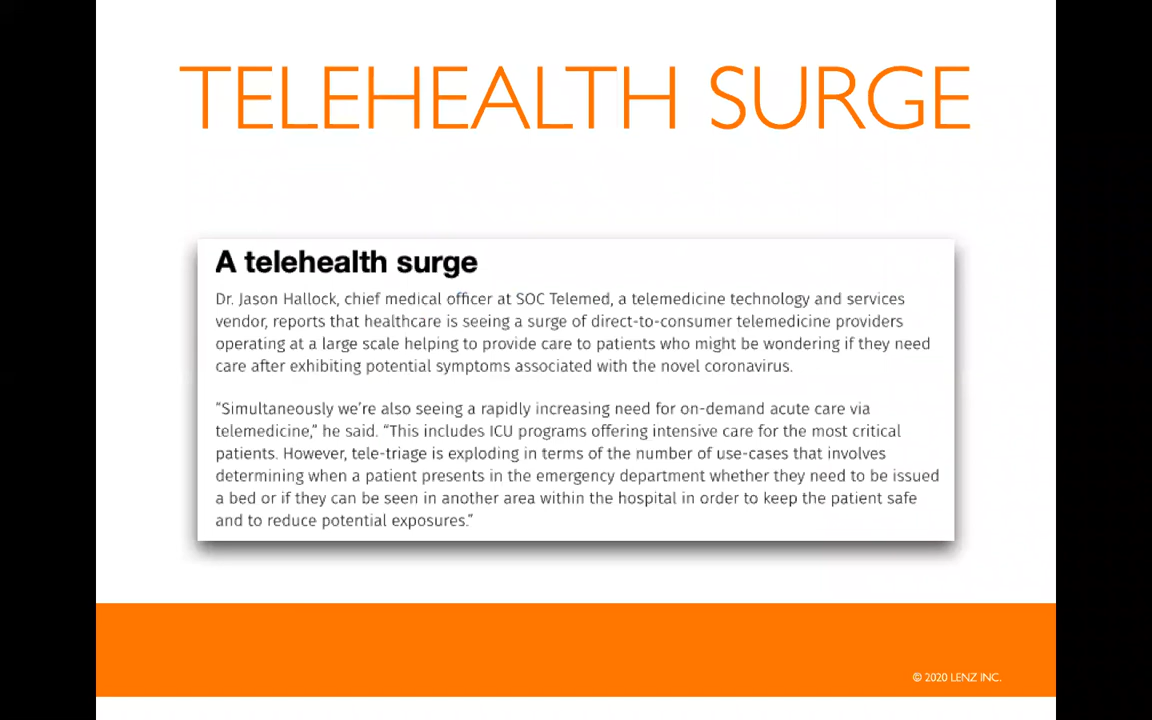 TELEHEALTH SURGE
A telehealth surge
Dr. Jason Hallock, chief medical officer at SOC Telemed, a telemedicine technology and services
vendor, reports that healthcare is seeing a surge of direct-to-consumer telemedicine providers
operating at a large scale helping to provide care to patients who might be wondering if they need
care after exhibiting potential symptoms associated with the novel coronavirus.
“Simultaneously we’re also seeing a rapidly increasing need for on-demand acute care via
telemedicine,” he said. “This includes ICU programs offering intensive care for the most critical
patients. However, tele-triage is exploding in terms of the number of use-cases that involves
determining when a patient presents in the emergency department whether they need to be issued
a bed or if they can be seen in another area within the hospital in order to keep the patient safe
and to reduce potential exposures.”
© 2020 LENZ INC.